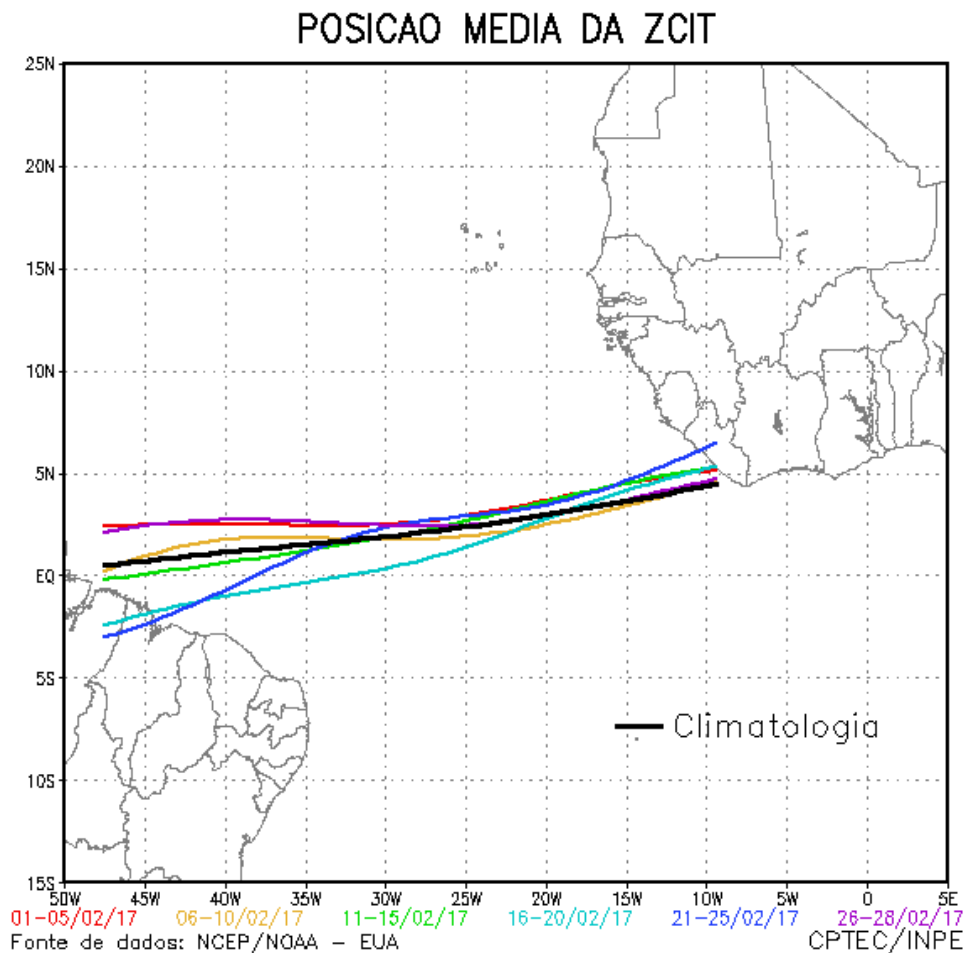 POSICAO MEDIA DA ZCIT
25N
20N
15N
10N
5N
EQ
5S
Climatologia
10S
15S
50W 45W 40W 35W 30W 25W 20W 15W 10W 5W 0 5E
01-05/02/17 06-10/02/17 11-15/02/17 16-20/02/17 21-25/02/17 26-28/02/17
Fonte de dados: NCEP/NOAA - EUA CPTEC/INPE